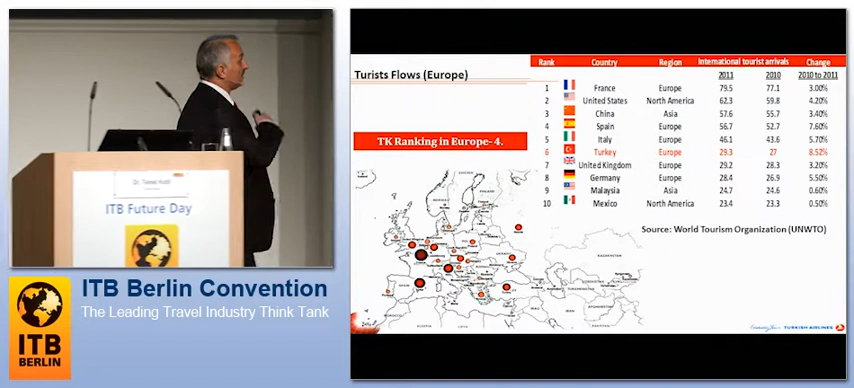 Dr. Temel Kotil
ITB Future Day
ITB
BERLIN
ITB Berlin Convention
The Leading Travel Industry Think Tank
Turists Flows (Europe)
TK Ranking in Europe- 4.
Rank Country Region International tourist arrivals Change
2011 2010 2010 to 2011
1 France Europe 79.5 77.1 3.00%
2 United States North America 62.3 59.8 4.20%
3 China Asia 57.6 55.7 3.40%
4 Spain Europe 56.7 52.7 7.60%
5 Italy Europe 46.1 43.6 5.70%
6 Turkey Europe 29.3 27 8.52%
7 United Kingdom Europe 29.2 28.3 3.20%
8 Germany Europe 28.4 26.9 5.50%
9 Malaysia Asia 24.7 24.6 0.60%
10 Mexico North America 23.4 23.3 0.50%
Source: World Tourism Organization (UNWTO)
TURKISH AIRLINES